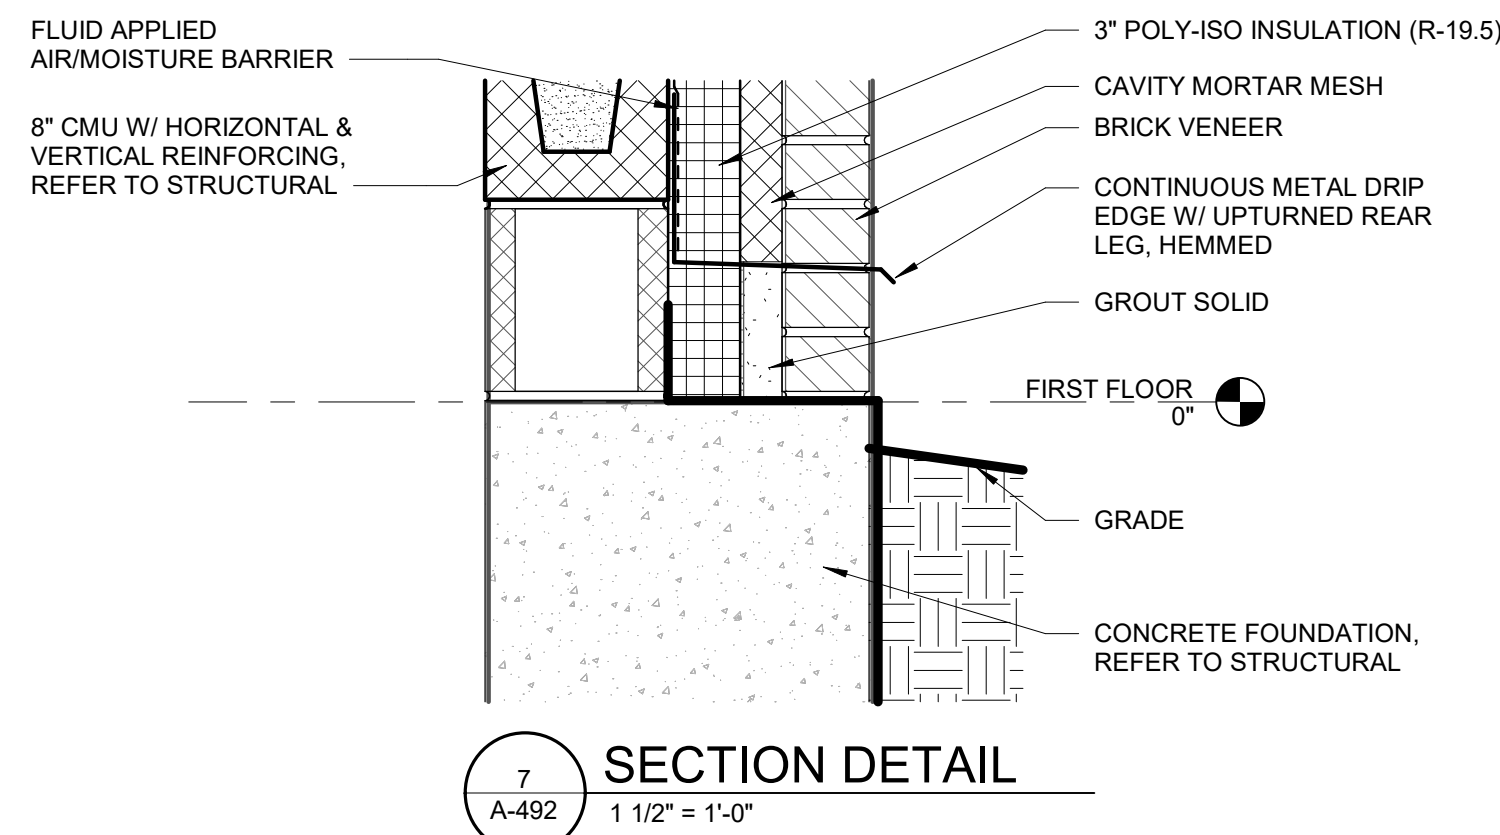 FLUID APPLIED
AIR/MOISTURE BARRIER
8" CMU W/ HORIZONTAL &
VERTICAL REINFORCING,
REFER TO STRUCTURAL
3" POLY-ISO INSULATION (R-19.5)
CAVITY MORTAR MESH
BRICK VENEER
CONTINUOUS METAL DRIP
EDGE W/ UPTURNED REAR
LEG, HEMMED
GROUT SOLID
FIRST FLOOR
0"
GRADE
CONCRETE FOUNDATION,
REFER TO STRUCTURAL
7
A-492
SECTION DETAIL
1 1/2" = 1'-0"